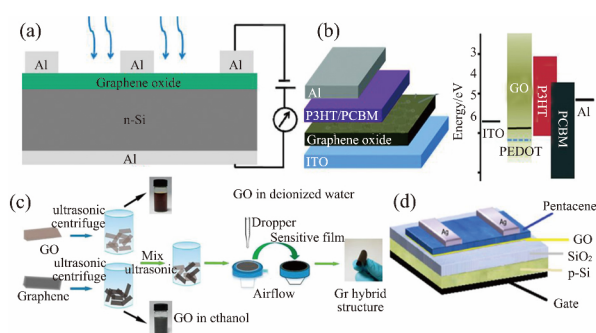 (a)
Al
Al
Al
Graphene oxide
n-Si
Al
(b)
Al
P3HT/PCBM
Graphene oxide
ITO
Energy/eV
3
4
5
6
ITO
GO
PEDOT
P3HT
PCBM
Al
(c)
ultrasonic
centrifuge
GO
ultrasonic
centrifuge
Graphene
GO in ethanol
Mix
ultrasonic
GO in deionized water
Dropper
Sensitive film
Airflow
Gr hybrid
structure
(d)
Ag
Ag
Pentacene
GO
SiO₂
p-Si
Gate